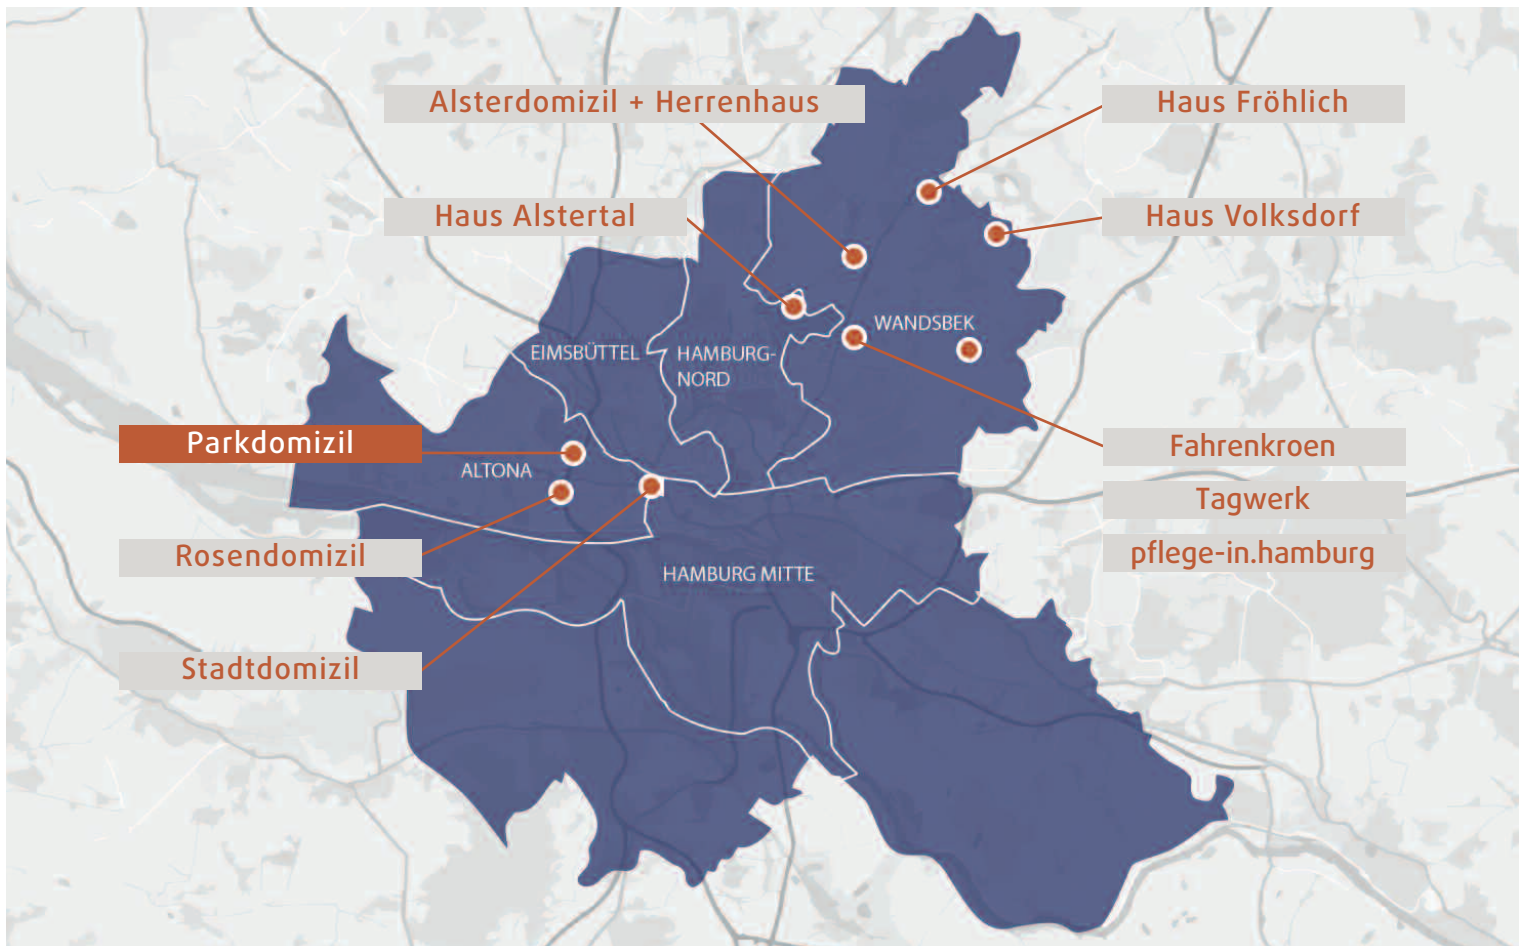 Alsterdomizil + Herrenhaus
Haus Fröhlich
Haus Alstertal
Haus Volksdorf
WANDSBEK
EIMSBÜTTEL
HAMBURG-
NORD
Parkdomizil
Fahrenkroen
ALTONA
Tagwerk
Rosendomizil
pflege-in.hamburg
HAMBURG MITTE
Stadtdomizil